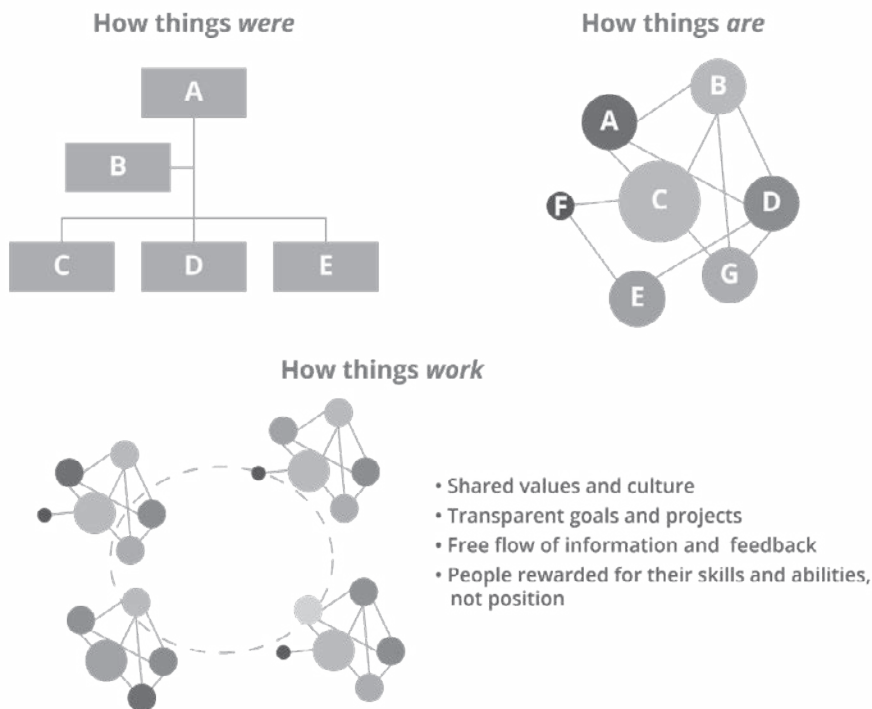 How things were
A
B
C
D
E
How things are
A
B
C
D
E
F
G
How things work
• Shared values and culture
• Transparent goals and projects
• Free flow of information and feedback
• People rewarded for their skills and abilities,
not position